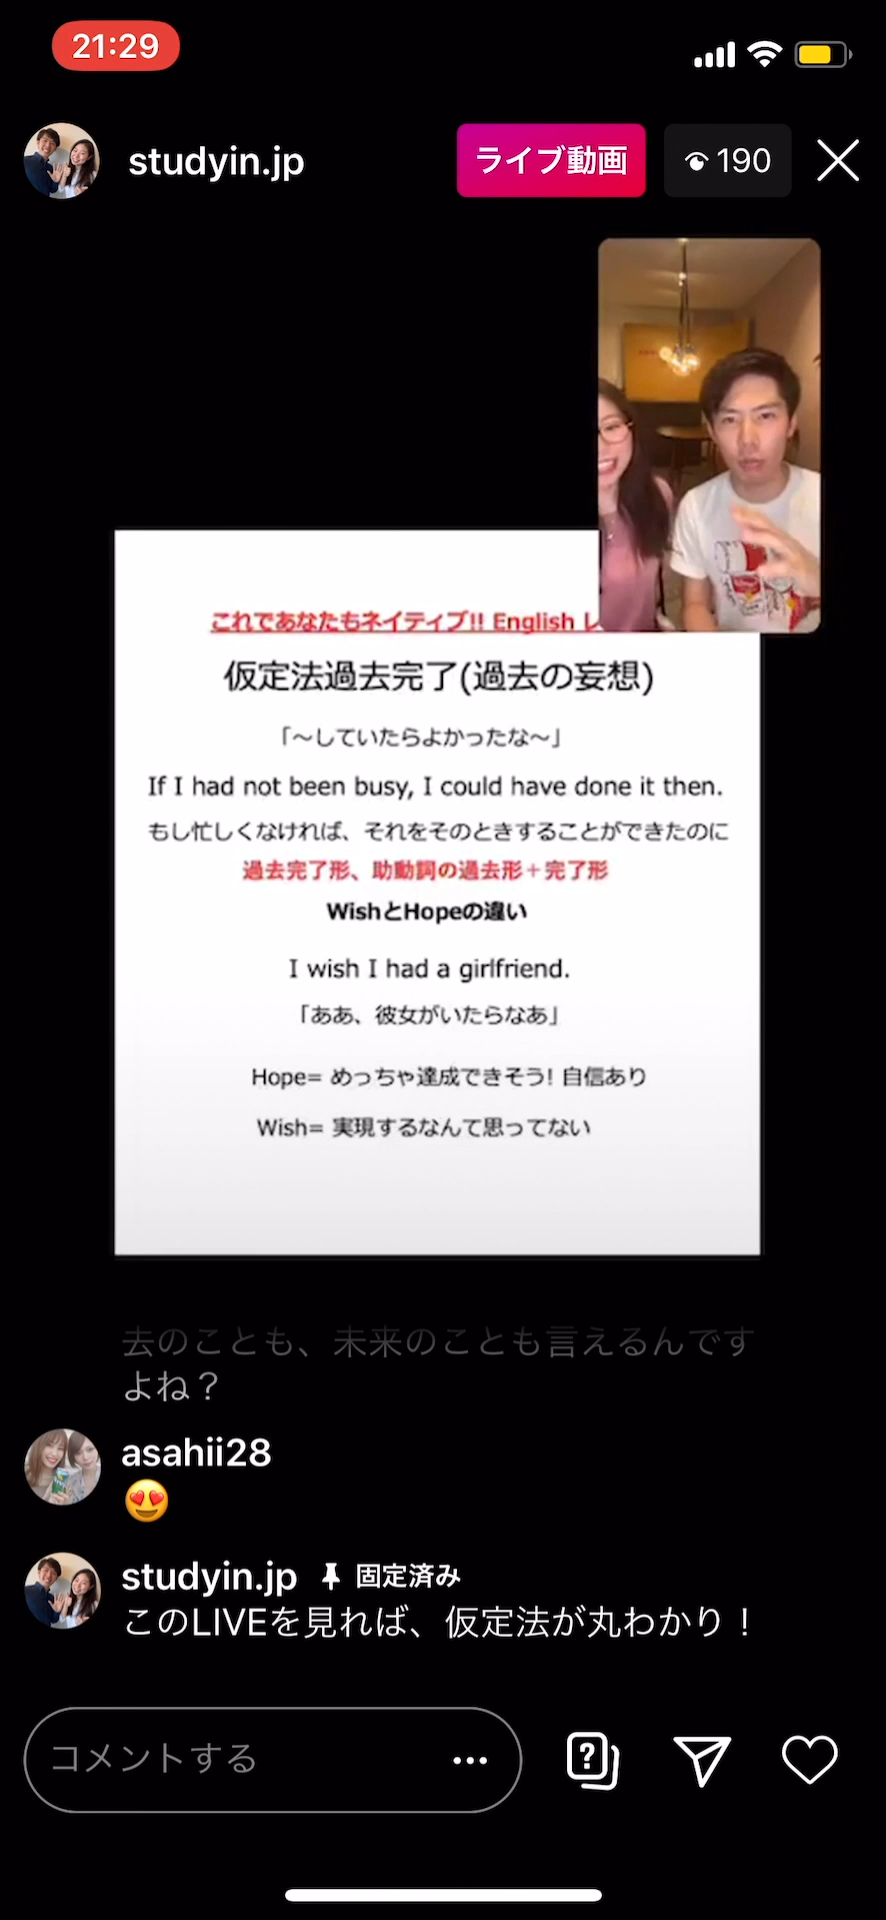 21:29
studyin.jp
ライブ動画
190
これであなたもネイティブ!! English
仮定法過去完了(過去の妄想)
「～していたらよかったな～」
If I had not been busy, I could have done it then.
もし忙しくなければ、それをそのときすることができたのに
過去完了形、助動詞の過去形＋完了形
WishとHopeの違い
I wish I had a girlfriend.
「ああ、彼女がいたらなあ」
Hope= めっちゃ達成できそう! 自信あり
Wish= 実現するなんて思ってない
去のことも、未来のことも言えるんです
よね？
asahii28
studyin.jp 固定済み
このLIVEを見れば、仮定法が丸わかり！
コメントする